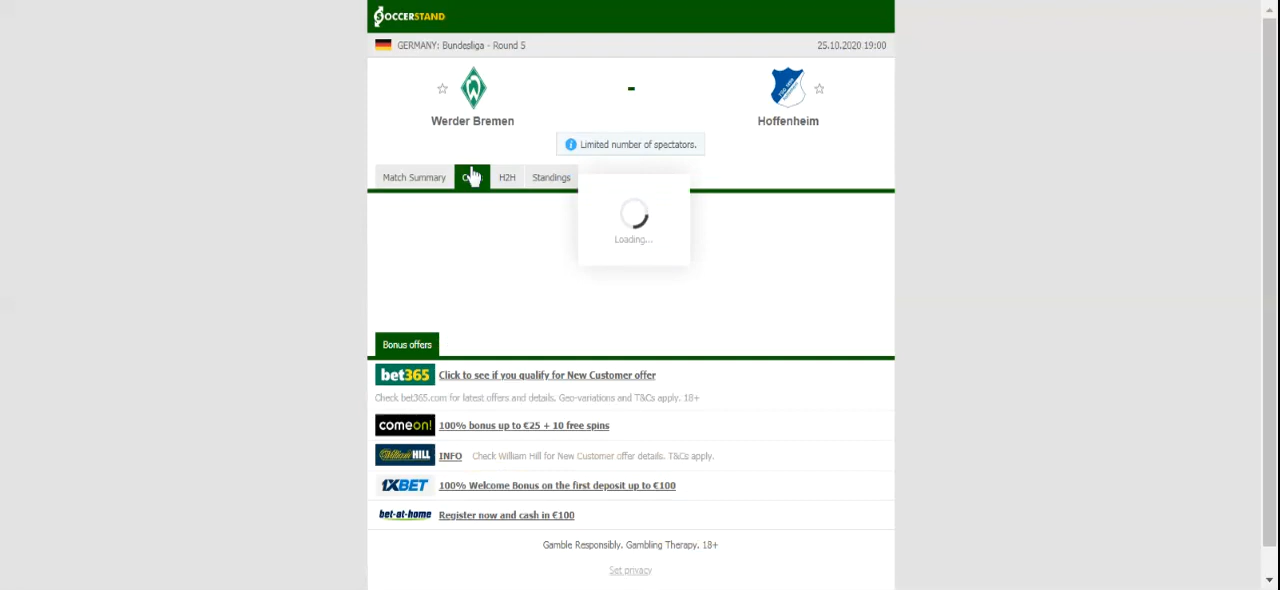 SOCCERSTAND
GERMANY: Bundesliga - Round 5 25.10.2020 19:00
-
Werder Bremen Hoffenheim
Limited number of spectators.
Match Summary H2H Standings
Loading...
Bonus offers
bet365 Click to see if you qualify for New Customer offer
Check bet365.com for latest offers and details. Geo-variations and T&Cs apply. 18+
comeon! 100% bonus up to €25 + 10 free spins
William HILL INFO Check William Hill for New Customer offer details. T&Cs apply.
1XBET 100% Welcome Bonus on the first deposit up to €100
bet-at-home Register now and cash in €100
Gamble Responsibly. Gambling Therapy. 18+
Set privacy